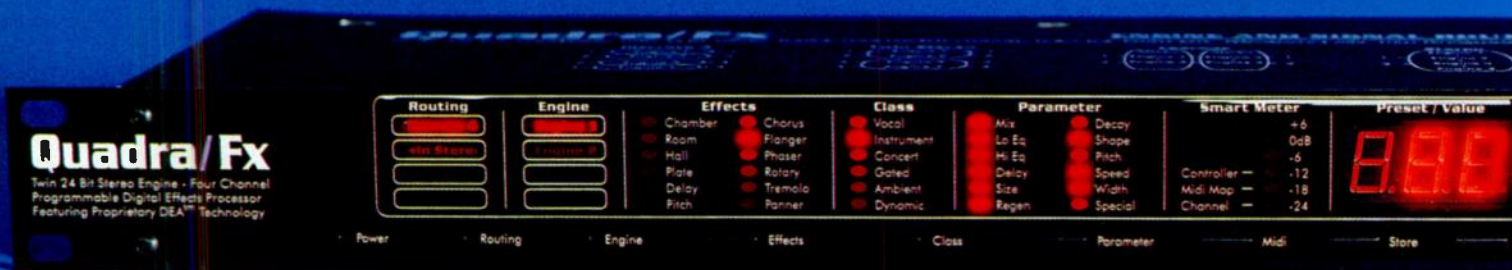 Quadra/Fx
Routing Engine Effects Class Parameter Smart Meter Preset / Value
Chamber Chorus Vocal Mix Decay +6
Room Flanger Instrument Lo Eq Shape 0dB
Hall Phaser Concert Hi Eq Pitch -6
Plate Rotary Gated Delay Speed Controller -12
Delay Tremolo Ambient Size Width Midi Map -18
Pitch Panner Dynamic Regen Special Channel -24
Quadra/Fx
Twin 24 Bit Stereo Engine - Four Channel
Programmable Digital Effects Processor
Featuring Proprietary DEA™ Technology
Power Routing Engine Effects Class Parameter Midi Store